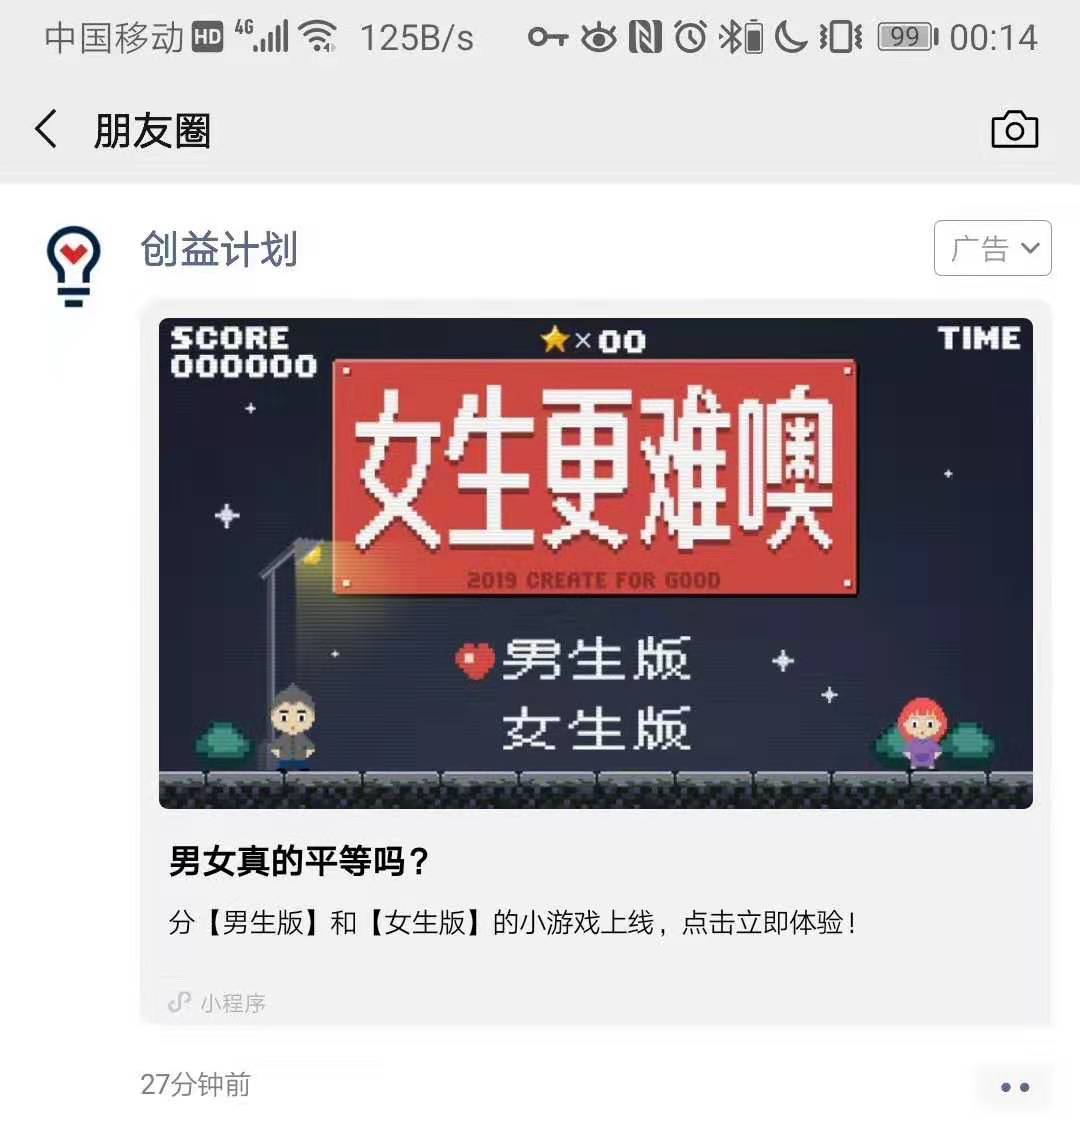 中国移动 HD 4G 125B/s 99 00:14
朋友圈
创益计划
广告
SCORE
000000
×00
TIME
女生更难噢
2019 CREATE FOR GOOD
男生版
女生版
男女真的平等吗？
分【男生版】和【女生版】的小游戏上线，点击立即体验！
小程序
27分钟前